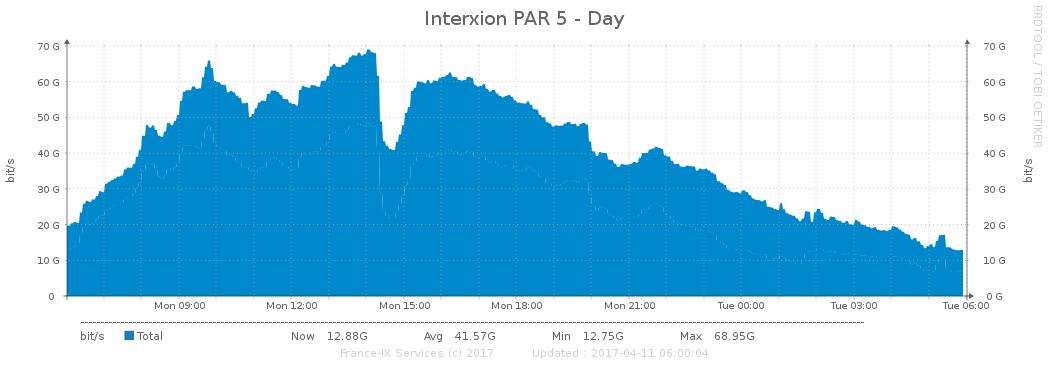 Interxion PAR 5 - Day
RRDTOOL / TOBI OETIKER
70 G 70 G
60 G 60 G
50 G 50 G
40 G 40 G
30 G 30 G
20 G 20 G
10 G 10 G
0 0 G
bit/s bit/s
Mon 09:00 Mon 12:00 Mon 15:00 Mon 18:00 Mon 21:00 Tue 00:00 Tue 03:00 Tue 06:00
bit/s Total Now 12.88G Avg 41.57G Min 12.75G Max 68.95G
France-IX Services (c) 2017 Updated : 2017-04-11 06:00:04